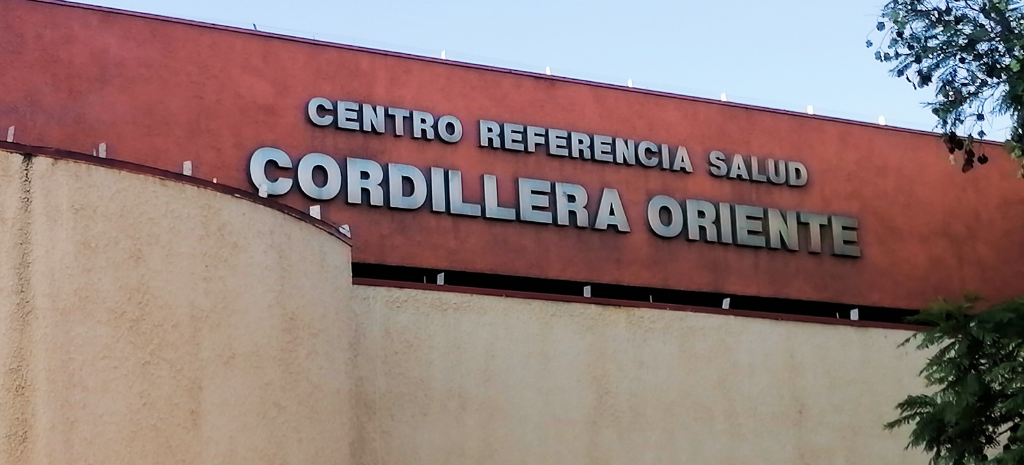 CENTRO REFERENCIA SALUD
CORDILLERA ORIENTE